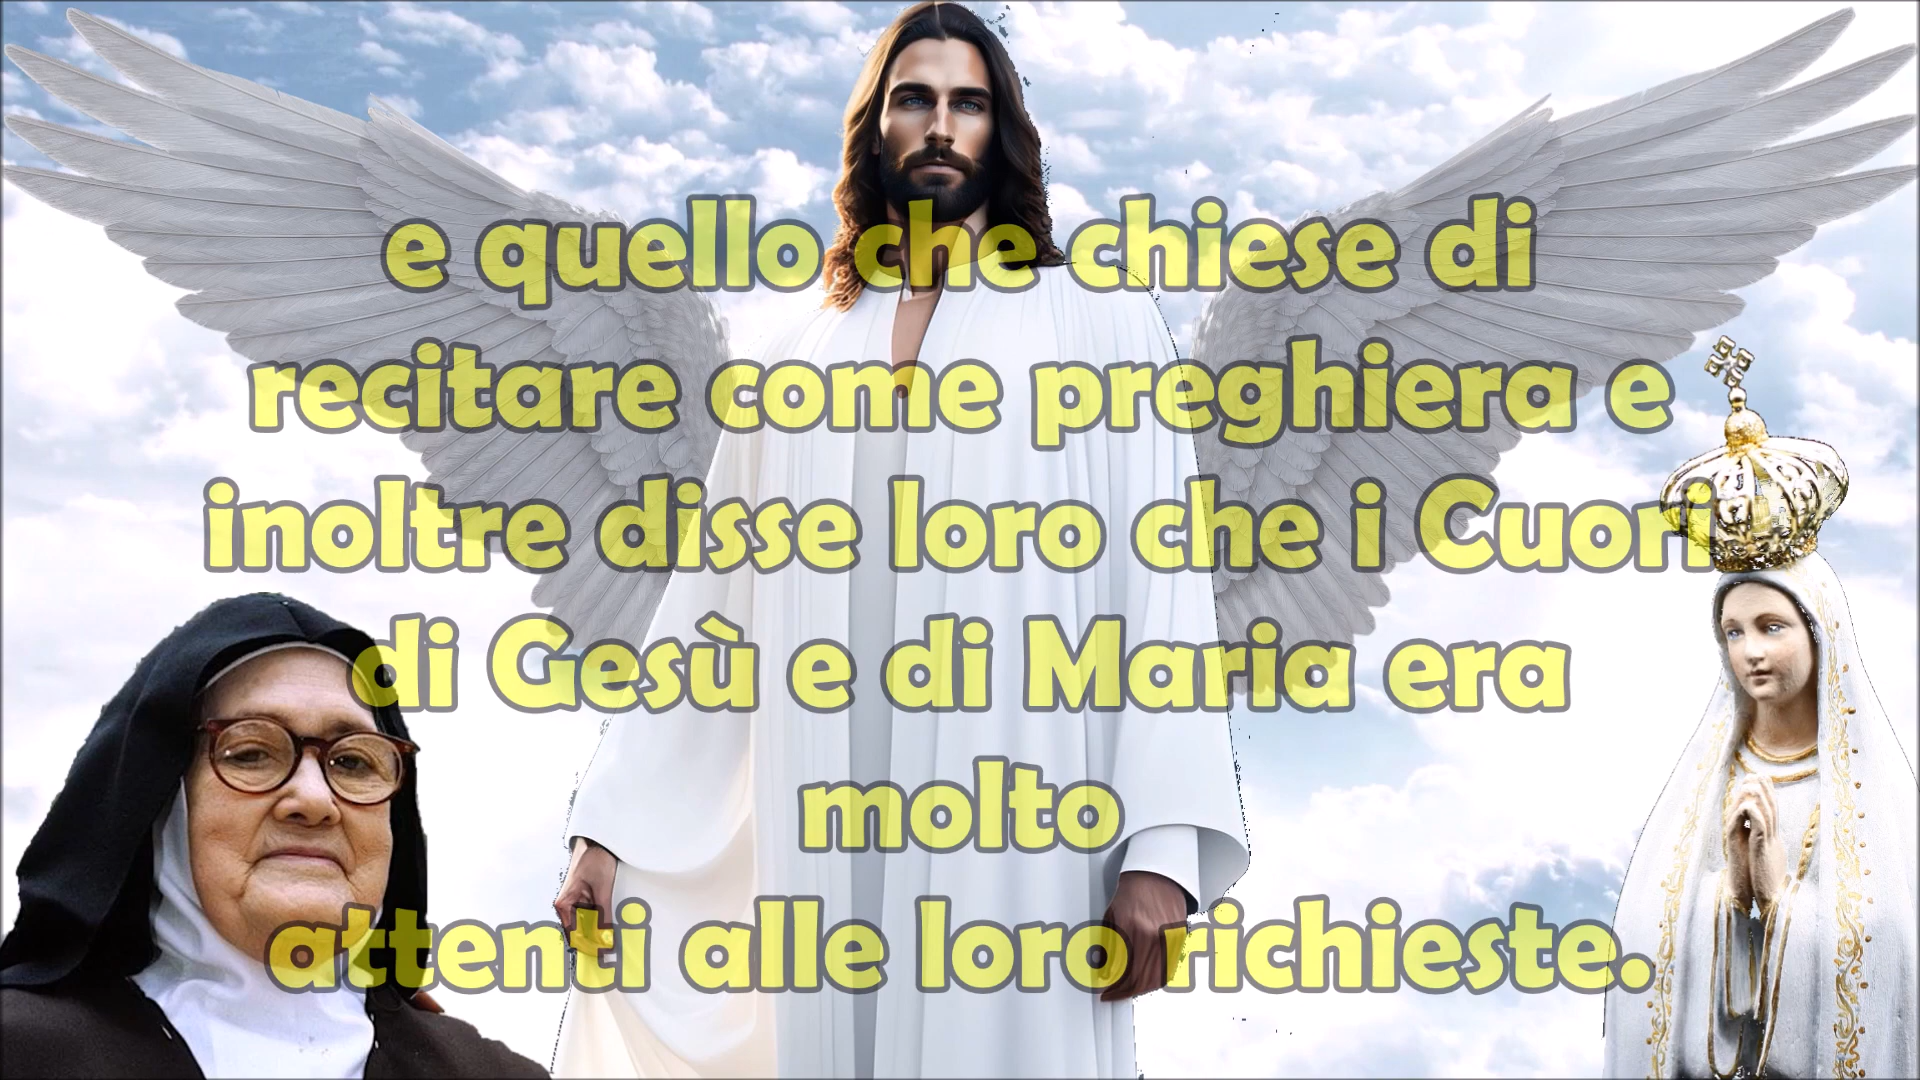 e quello che chiese di
recitare come preghiera e
inoltre disse loro che i Cuori
di Gesù e di Maria era
molto
attenti alle loro richieste.